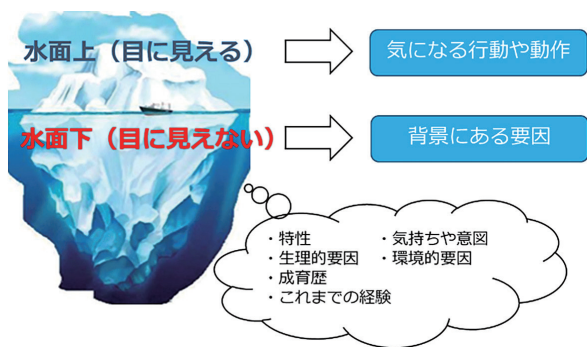 水面上（目に見える）
気になる行動や動作
水面下（目に見えない）
背景にある要因
・特性
・気持ちや意図
・生理的要因
・環境的要因
・成育歴
・これまでの経験